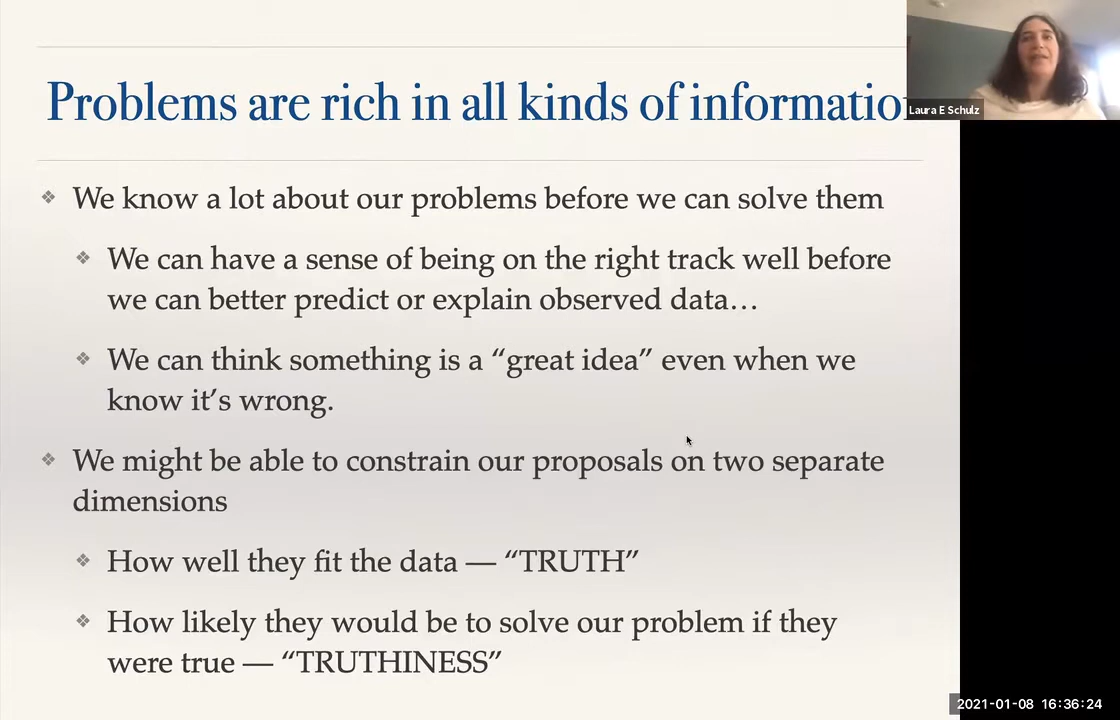 Problems are rich in all kinds of informatio
Laura E Schulz
❖ We know a lot about our problems before we can solve them
❖ We can have a sense of being on the right track well before
we can better predict or explain observed data…
❖ We can think something is a “great idea” even when we
know it’s wrong.
❖ We might be able to constrain our proposals on two separate
dimensions
❖ How well they fit the data — “TRUTH”
❖ How likely they would be to solve our problem if they
were true — “TRUTHINESS”
2021-01-08 16:36:24